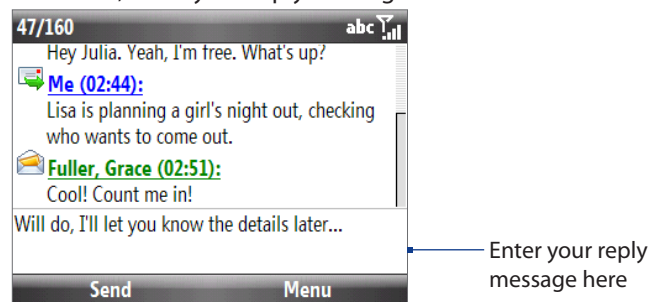 47/160 abc
Hey Julia. Yeah, I'm free. What's up?
Me (02:44):
Lisa is planning a girl's night out, checking
who wants to come out.
Fuller, Grace (02:51):
Cool! Count me in!
Will do, I'll let you know the details later...
Enter your reply
message here
Send Menu